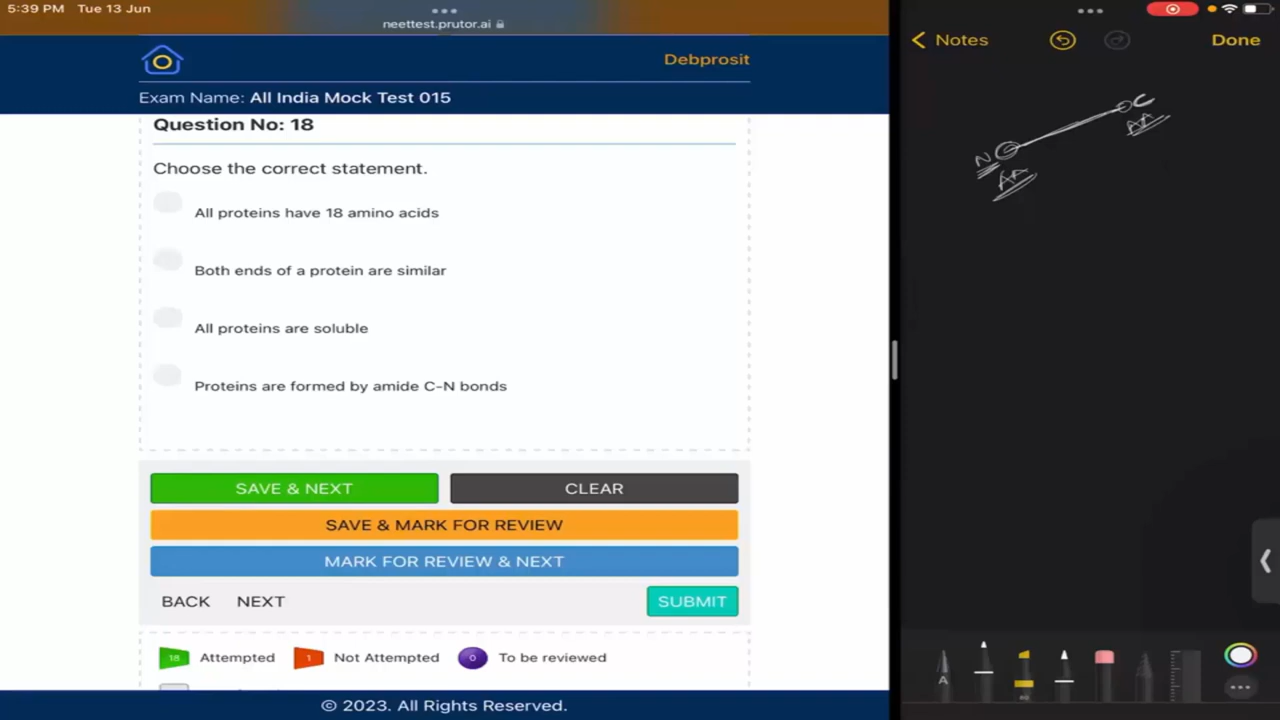 5:39 PM Tue 13 Jun
neettest.prutor.ai
Debprosit
Exam Name: All India Mock Test 015
Question No: 18
Choose the correct statement.
All proteins have 18 amino acids
Both ends of a protein are similar
All proteins are soluble
Proteins are formed by amide C-N bonds
SAVE & NEXT CLEAR
SAVE & MARK FOR REVIEW
MARK FOR REVIEW & NEXT
BACK NEXT SUBMIT
18 Attempted 1 Not Attempted 0 To be reviewed
© 2023. All Rights Reserved.
Notes Done
C
AA
N
AA
A